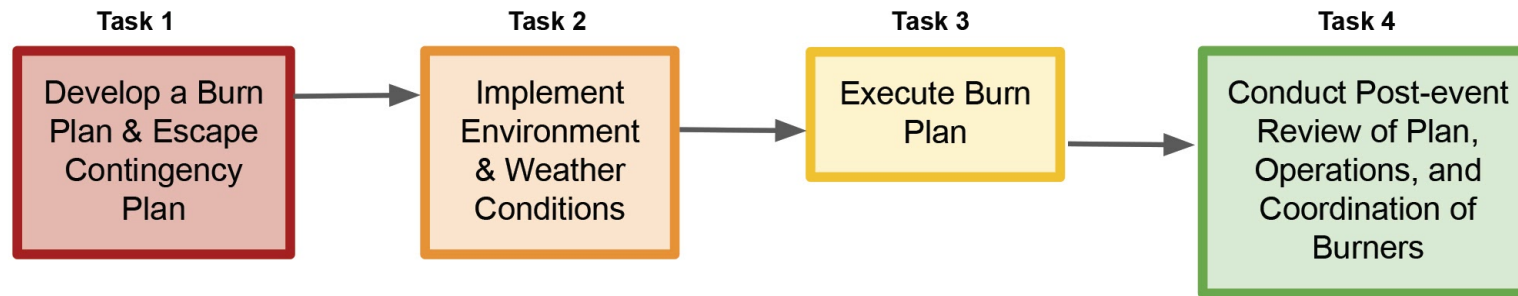 Task 1
Develop a Burn
Plan & Escape
Contingency
Plan
Task 2
Implement
Environment
& Weather
Conditions
Task 3
Execute Burn
Plan
Task 4
Conduct Post-event
Review of Plan,
Operations, and
Coordination of
Burners